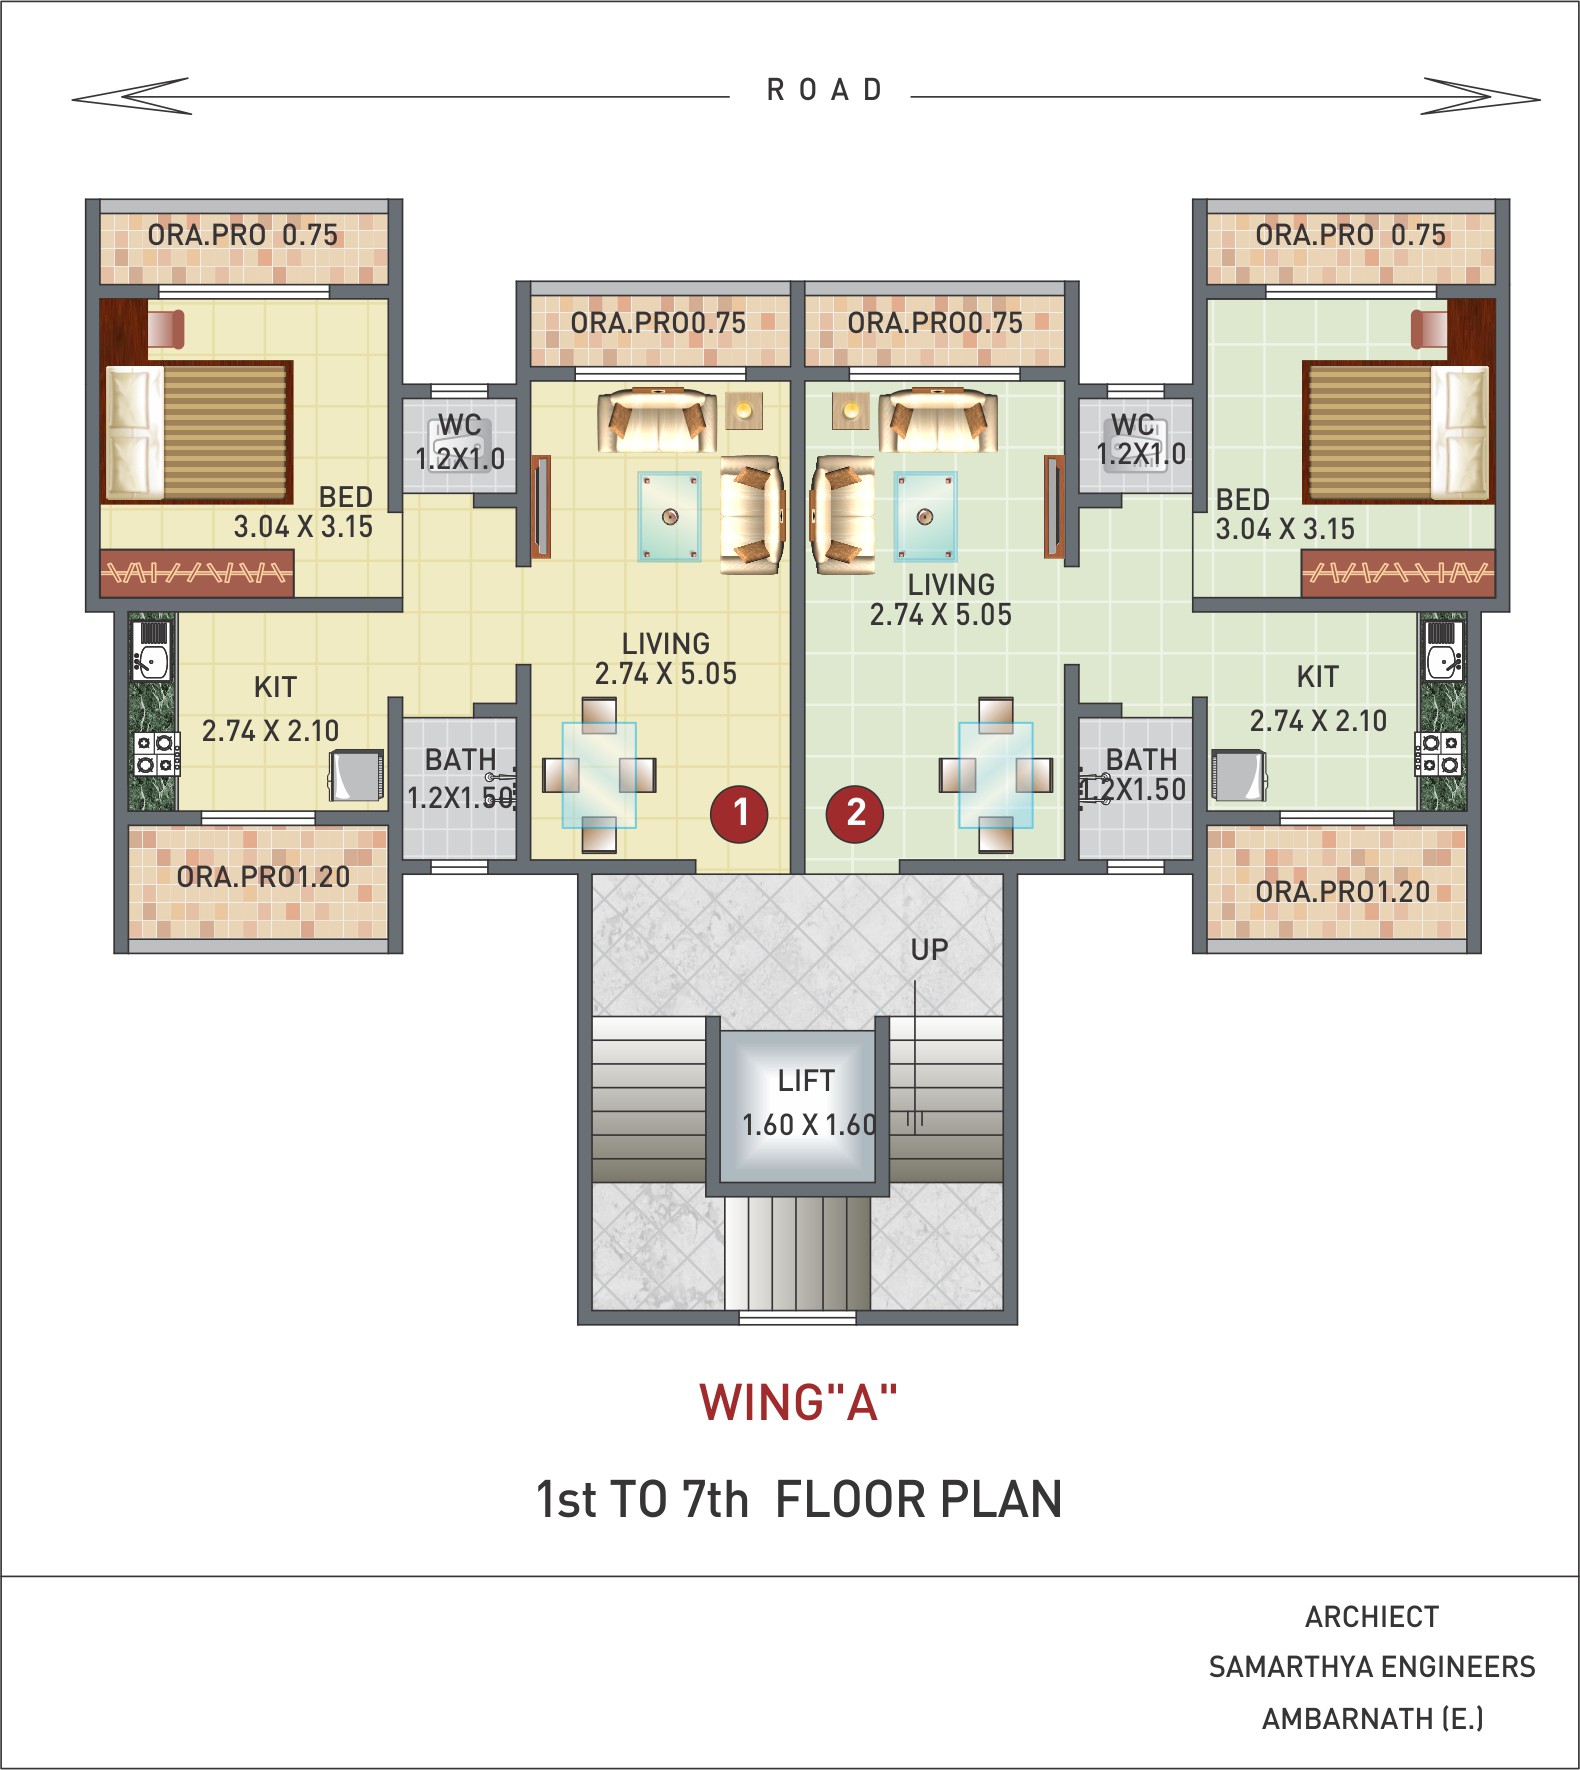 ROAD
ORA.PRO 0.75
ORA.PRO 0.75
ORA.PRO0.75
ORA.PRO0.75
WC
1.2X1.0
WC
1.2X1.0
BED
3.04 X 3.15
BED
3.04 X 3.15
LIVING
2.74 X 5.05
LIVING
2.74 X 5.05
KIT
2.74 X 2.10
KIT
2.74 X 2.10
BATH
1.2X1.50
BATH
1.2X1.50
1
2
ORA.PRO1.20
ORA.PRO1.20
UP
LIFT
1.60 X 1.60
WING"A"
1st TO 7th FLOOR PLAN
ARCHIECT
SAMARTHYA ENGINEERS
AMBARNATH (E.)